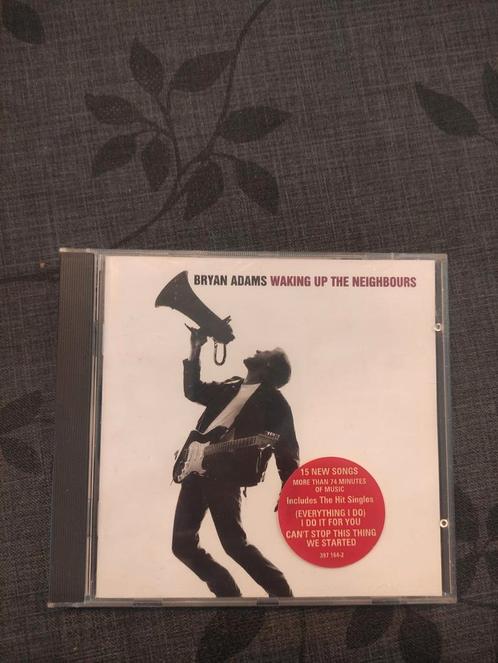 BRYAN ADAMS WAKING UP THE NEIGHBOURS
15 NEW SONGS
MORE THAN 74 MINUTES
OF MUSIC
Includes The Hit Singles
(EVERYTHING I DO)
I DO IT FOR YOU
CAN'T STOP THIS THING
WE STARTED
397 164-2